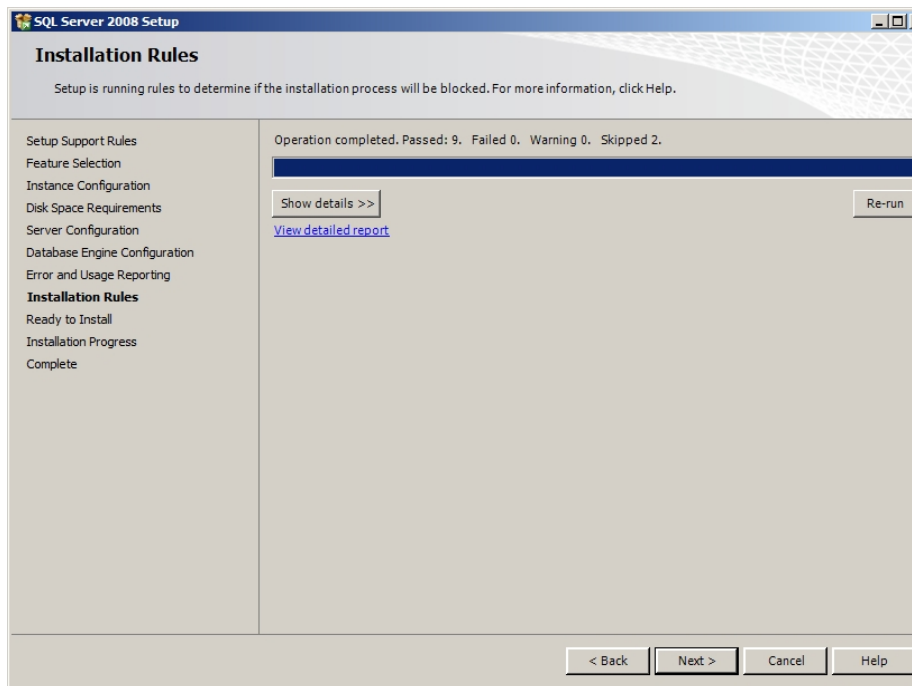 SQL Server 2008 Setup
Installation Rules
Setup is running rules to determine if the installation process will be blocked. For more information, click Help.
Setup Support Rules
Feature Selection
Instance Configuration
Disk Space Requirements
Server Configuration
Database Engine Configuration
Error and Usage Reporting
Installation Rules
Ready to Install
Installation Progress
Complete
Operation completed. Passed: 9. Failed 0. Warning 0. Skipped 2.
Show details >>
Re-run
View detailed report
< Back
Next >
Cancel
Help